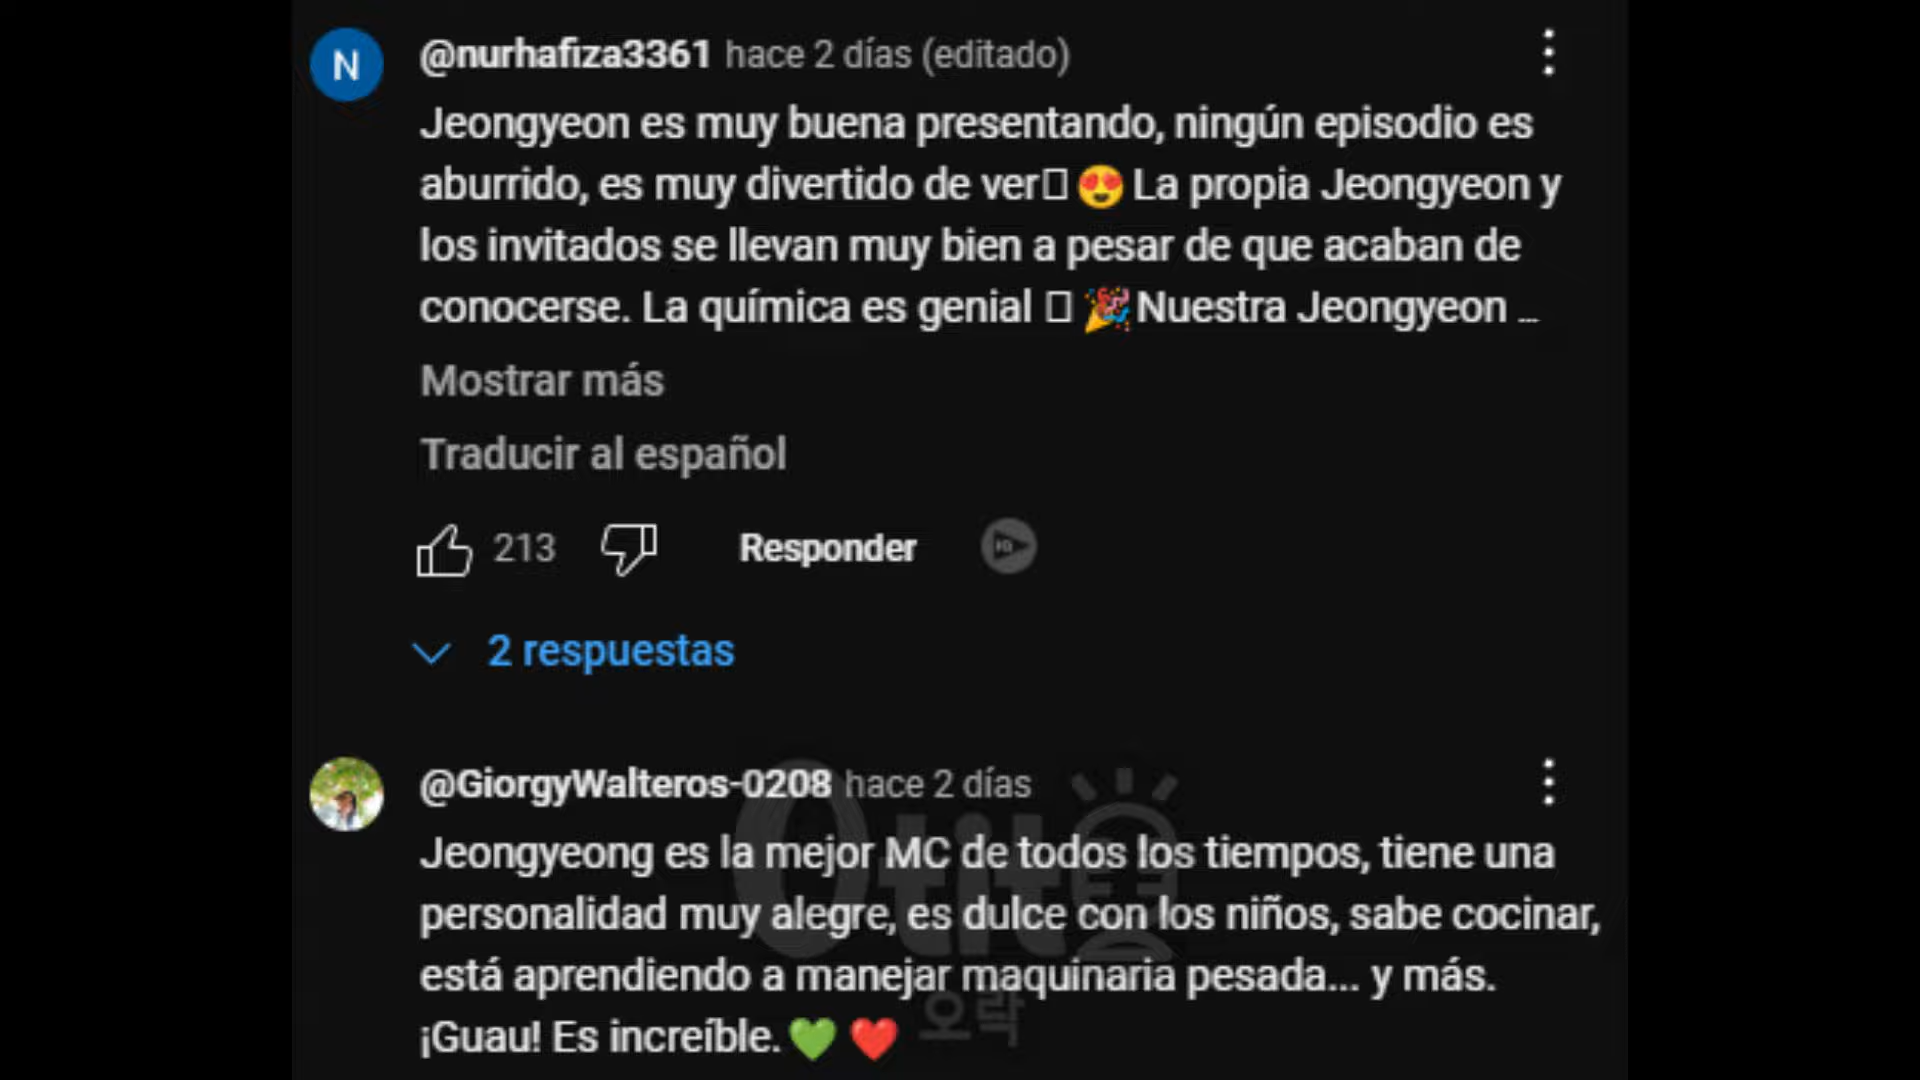 N
@nurhafiza3361 hace 2 días (editado)
Jeongyeon es muy buena presentando, ningún episodio es
aburrido, es muy divertido de ver😍 La propia Jeongyeon y
los invitados se llevan muy bien a pesar de que acaban de
conocerse. La química es genial 🎉 Nuestra Jeongyeon ...
Mostrar más
Traducir al español
213 Responder
2 respuestas
@GiorgyWalteros-0208 hace 2 días
Jeongyeong es la mejor MC de todos los tiempos, tiene una
personalidad muy alegre, es dulce con los niños, sabe cocinar,
está aprendiendo a manejar maquinaria pesada... y más.
¡Guau! Es increíble.💚 ❤️
오락